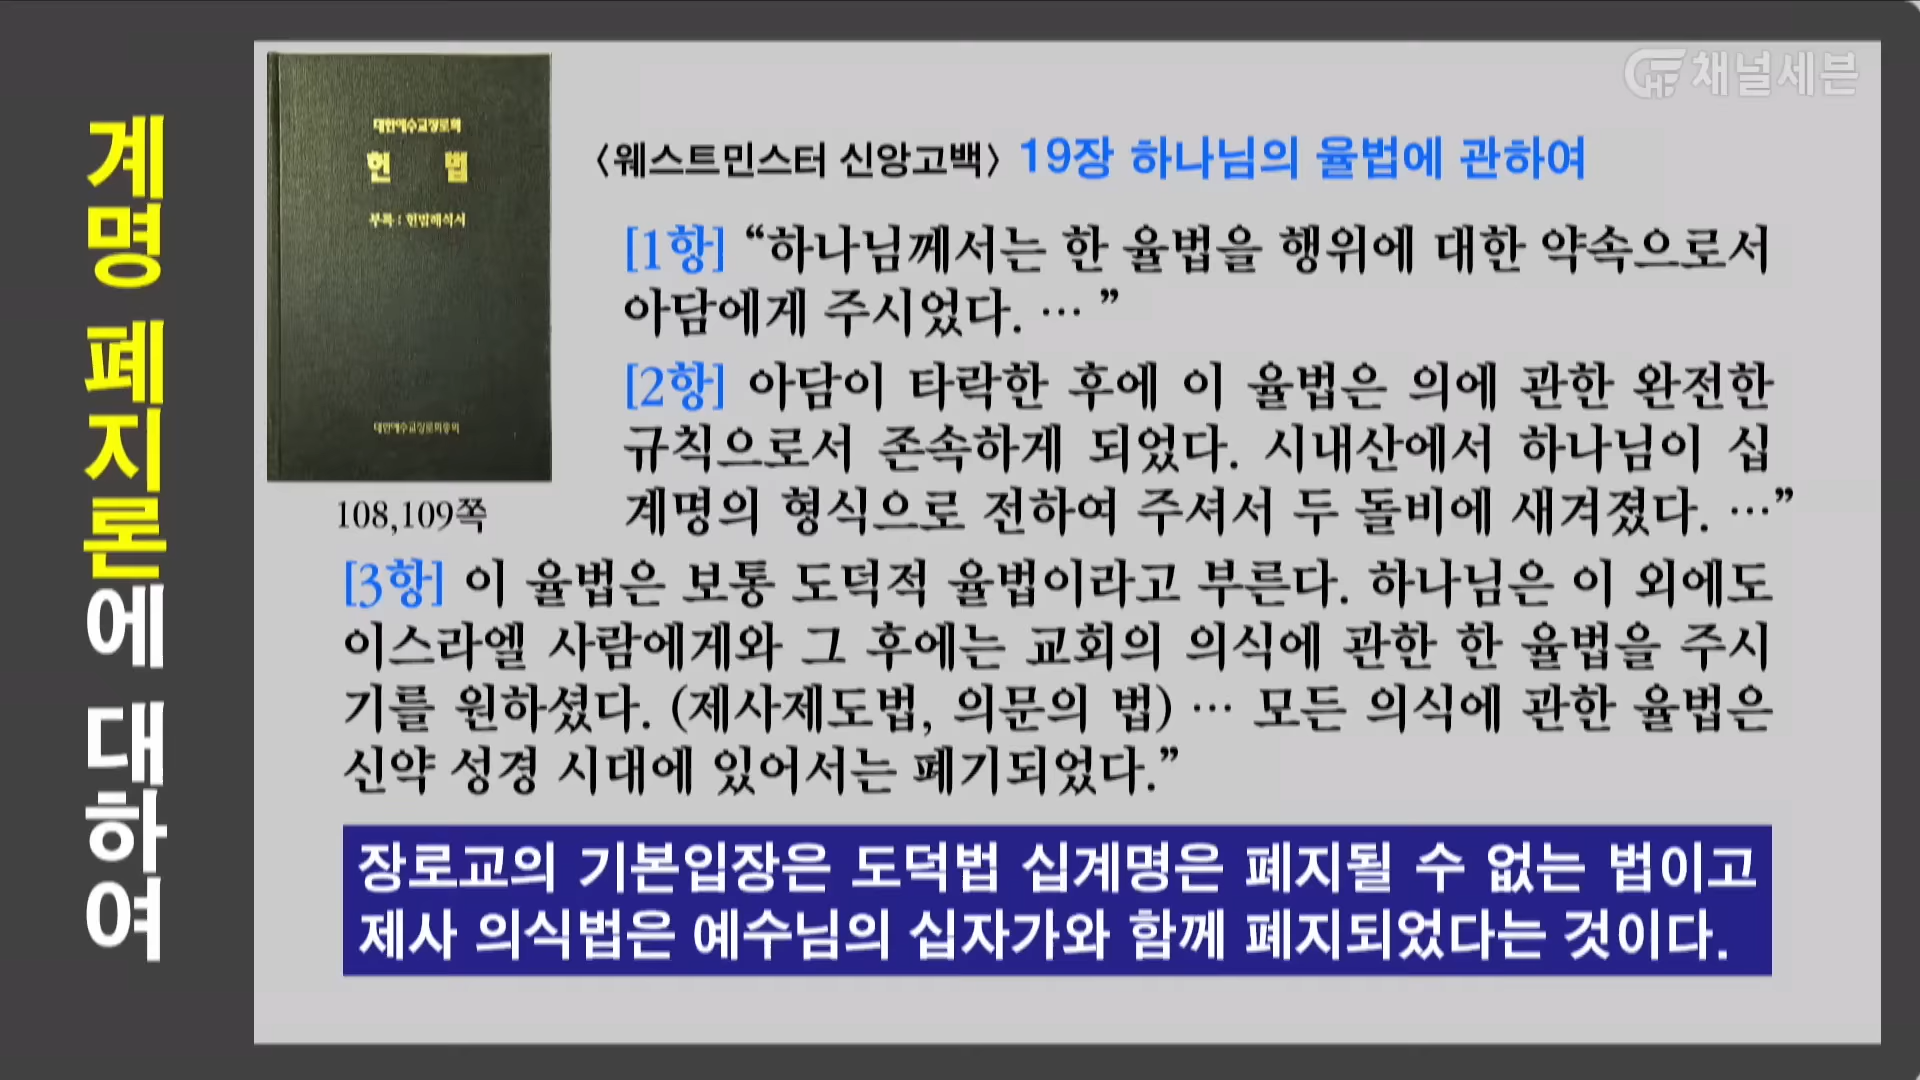 채널세븐
계명 폐지론에 대하여
대한예수교장로회
헌 법
부록 : 헌법해석서
대한예수교장로회총회
108,109쪽
<웨스트민스터 신앙고백> 19장 하나님의 율법에 관하여
[1항] “하나님께서는 한 율법을 행위에 대한 약속으로서
아담에게 주시었다. … ”
[2항] 아담이 타락한 후에 이 율법은 의에 관한 완전한
규칙으로서 존속하게 되었다. 시내산에서 하나님이 십
계명의 형식으로 전하여 주셔서 두 돌비에 새겨졌다. …”
[3항] 이 율법은 보통 도덕적 율법이라고 부른다. 하나님은 이 외에도
이스라엘 사람에게와 그 후에는 교회의 의식에 관한 한 율법을 주시
기를 원하셨다. (제사제도법, 의문의 법) … 모든 의식에 관한 율법은
신약 성경 시대에 있어서는 폐기되었다.”
장로교의 기본입장은 도덕법 십계명은 폐지될 수 없는 법이고
제사 의식법은 예수님의 십자가와 함께 폐지되었다는 것이다.